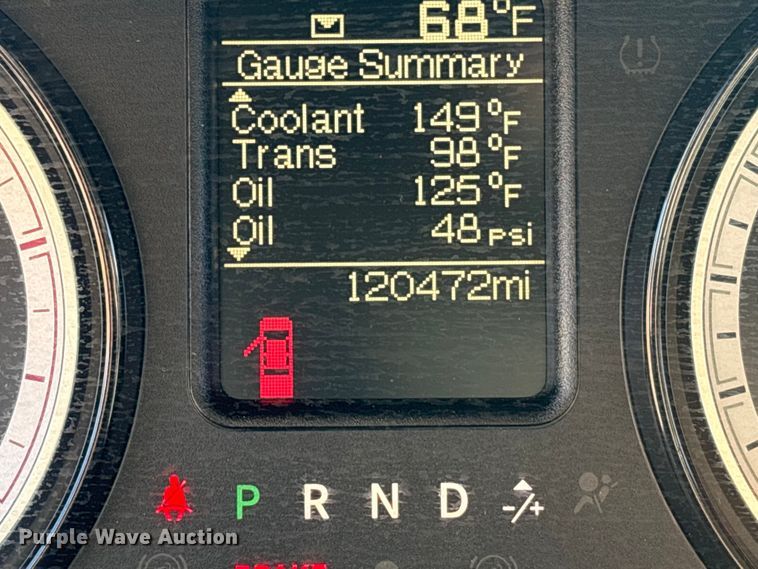 68°F
Gauge Summary
Coolant 149°F
Trans 98°F
Oil 125°F
Oil 48 psi
120472mi
P R N D -/+
Purple Wave Auction